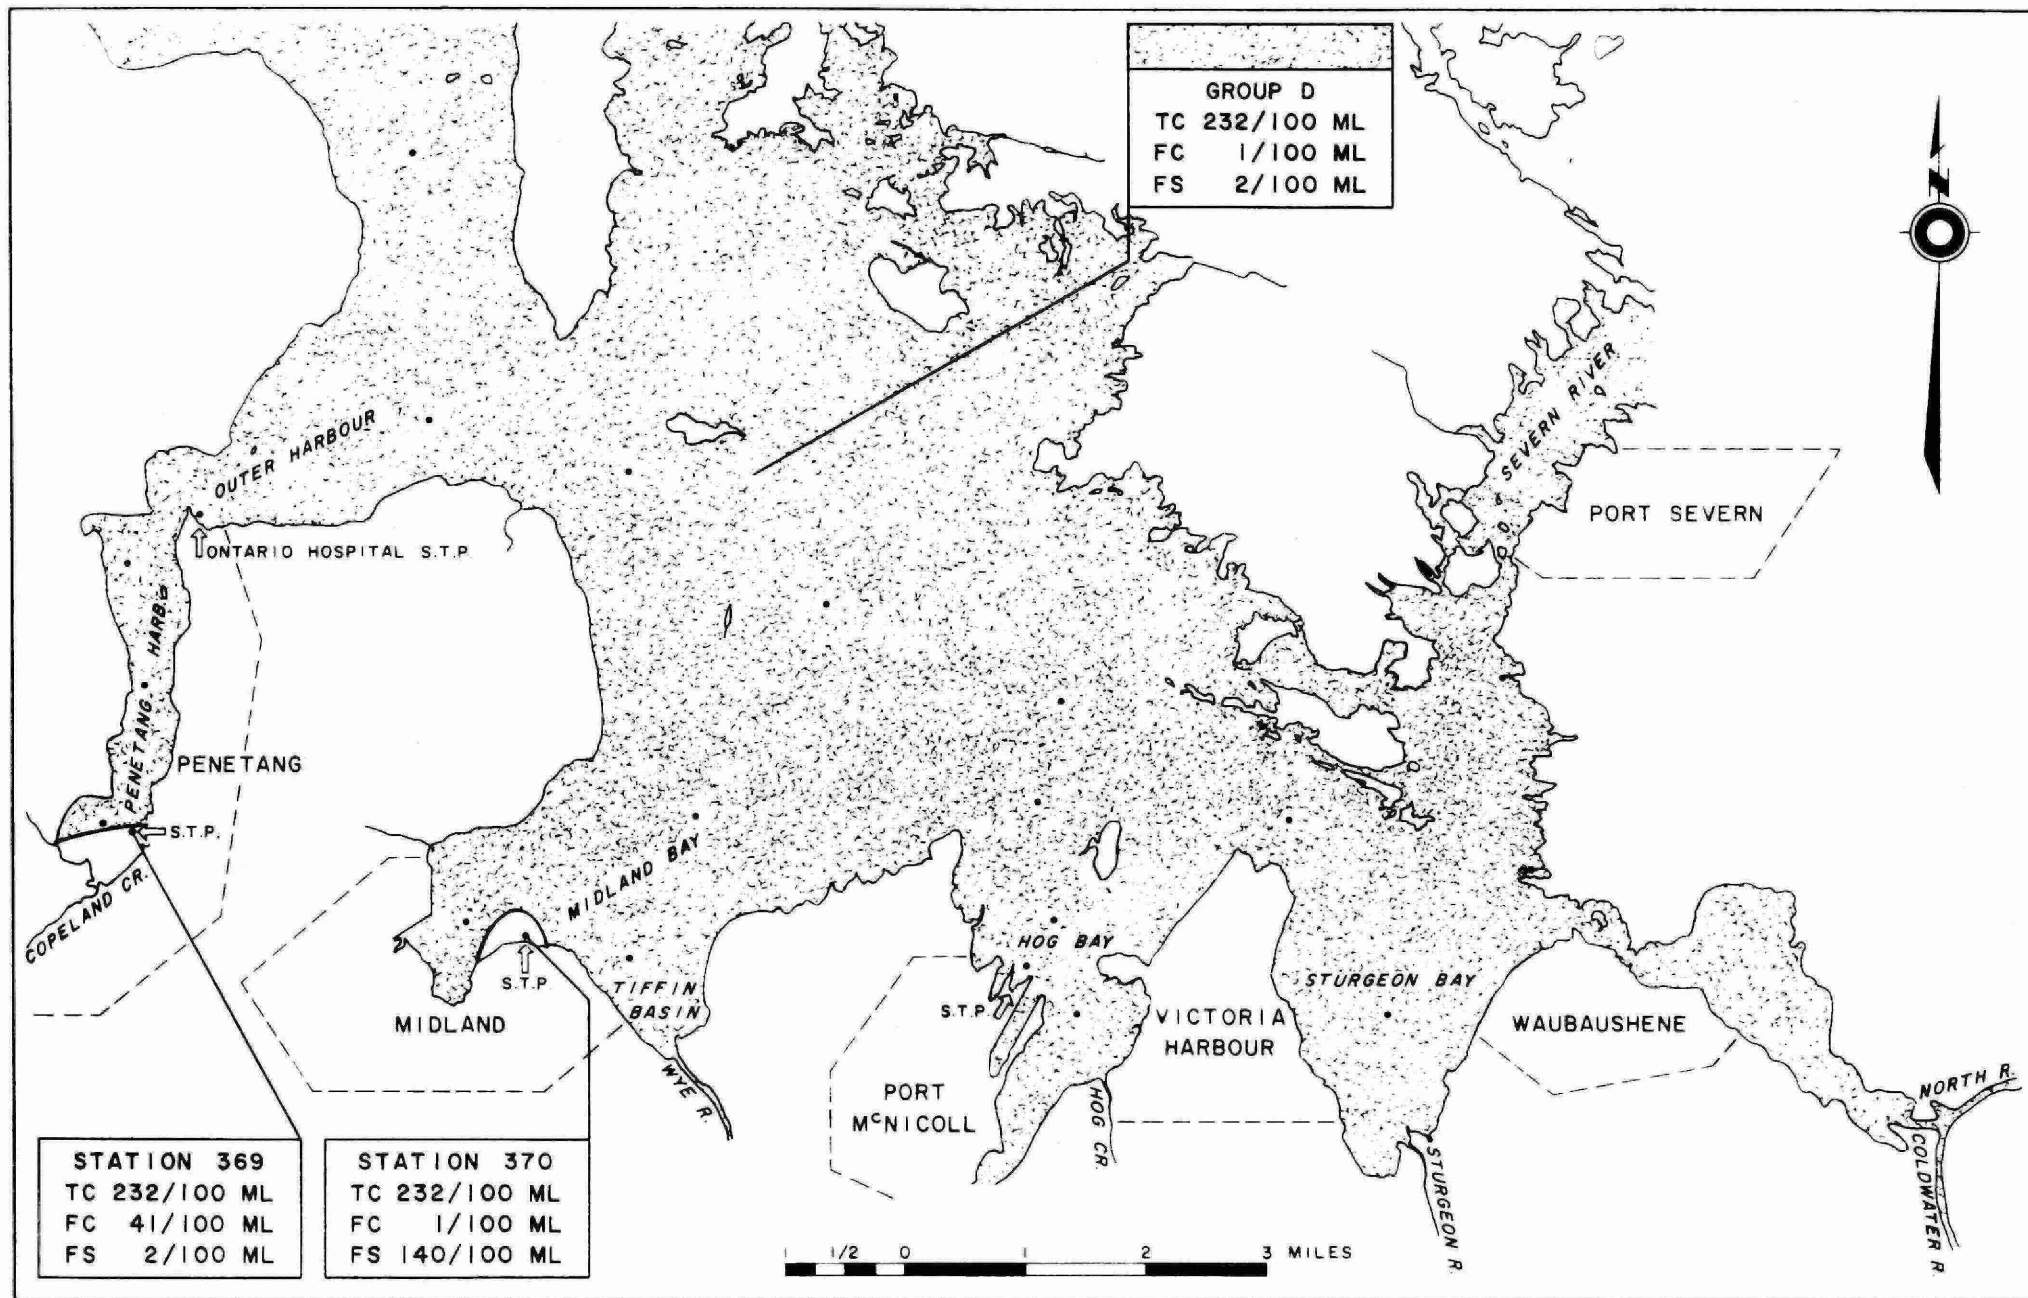 GROUP D
TC 232/100 ML
FC 1/100 ML
FS 2/100 ML
N
OUTER HARBOUR
SEVERN RIVER
PORT SEVERN
ONTARIO HOSPITAL S.T.P.
PENETANG HARB.
PENETANG
S.T.P.
COPELAND CR.
MIDLAND BAY
S.T.P.
TIFFIN
BASIN
MIDLAND
WYE R.
HOG BAY
S.T.P.
PORT
McNICOLL
HOG CR.
VICTORIA
HARBOUR
STURGEON BAY
WAUBAUSHENE
STURGEON R.
NORTH R.
COLDWATER R.
STATION 369
TC 232/100 ML
FC 41/100 ML
FS 2/100 ML
STATION 370
TC 232/100 ML
FC 1/100 ML
FS 140/100 ML
1 1/2 0 1 2 3 MILES